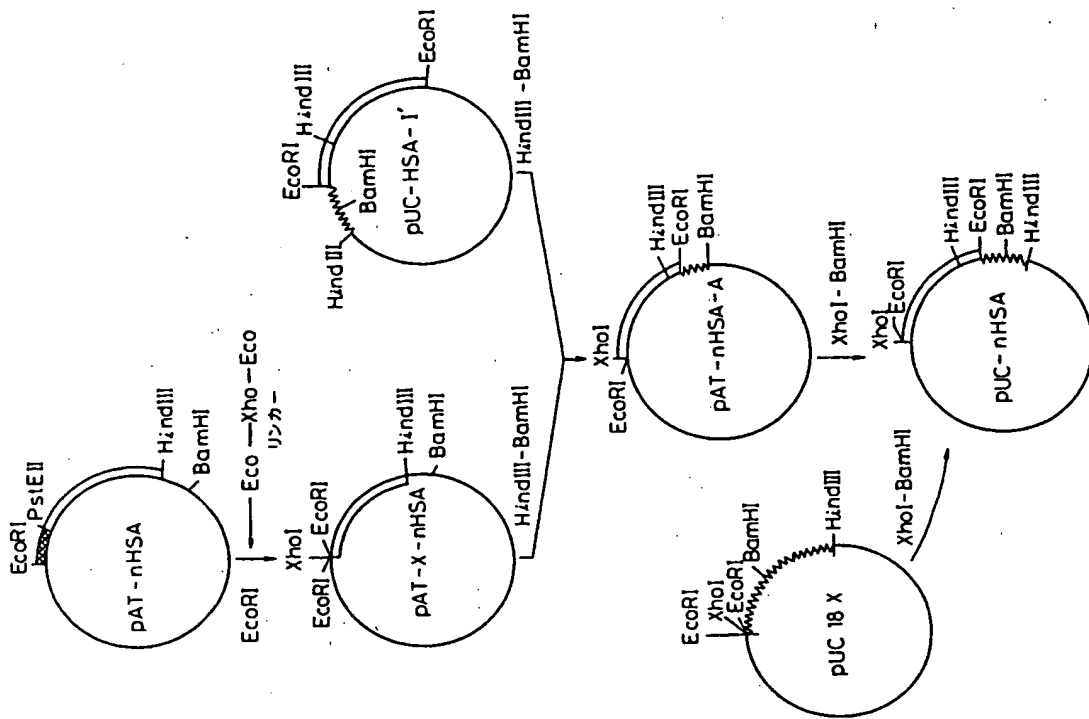 EcoRI
PstEII
HindIII
BamHI
pAT-nHSA
EcoRI
Eco—Xho—Eco
リンカー
XhoI
EcoRI
EcoRI
HindIII
BamHI
pAT-X-nHSA
HindIII-BamHI
EcoRI
HindIII
HindIII
BamHI
EcoRI
pUC-HSA-I'
HindIII-BamHI
XhoI
EcoRI
HindIII
EcoRI
BamHI
pAT-nHSA-A
XhoI-BamHI
EcoRI
XhoI
EcoRI
BamHI
HindIII
pUC 18 X
XhoI-BamHI
XhoI
EcoRI
HindIII
EcoRI
BamHI
HindIII
pUC-nHSA